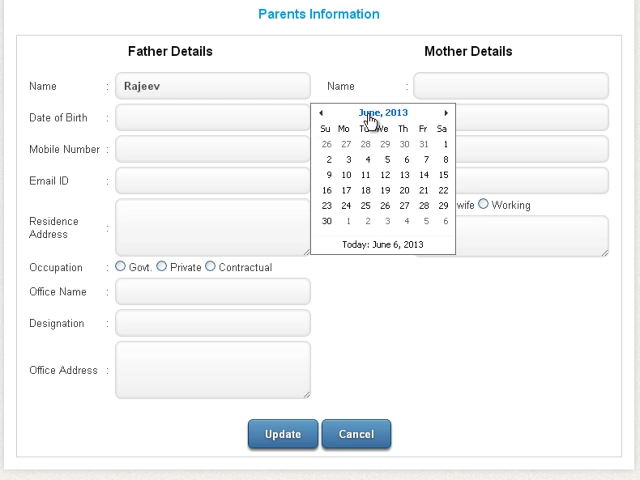 Parents Information
Father Details
Mother Details
Name : Rajeev
Name :
Date of Birth :
Mobile Number :
Email ID :
Residence
Address :
Occupation : Govt. Private Contractual
Office Name :
Designation :
Office Address :
June, 2013
Su Mo We Th Fr Sa
26 27 28 29 30 31 1
2 3 4 5 6 7 8
9 10 11 12 13 14 15
16 17 18 19 20 21 22
23 24 25 26 27 28 29
30 1 2 3 4 5 6
Today: June 6, 2013
wife Working
Update Cancel